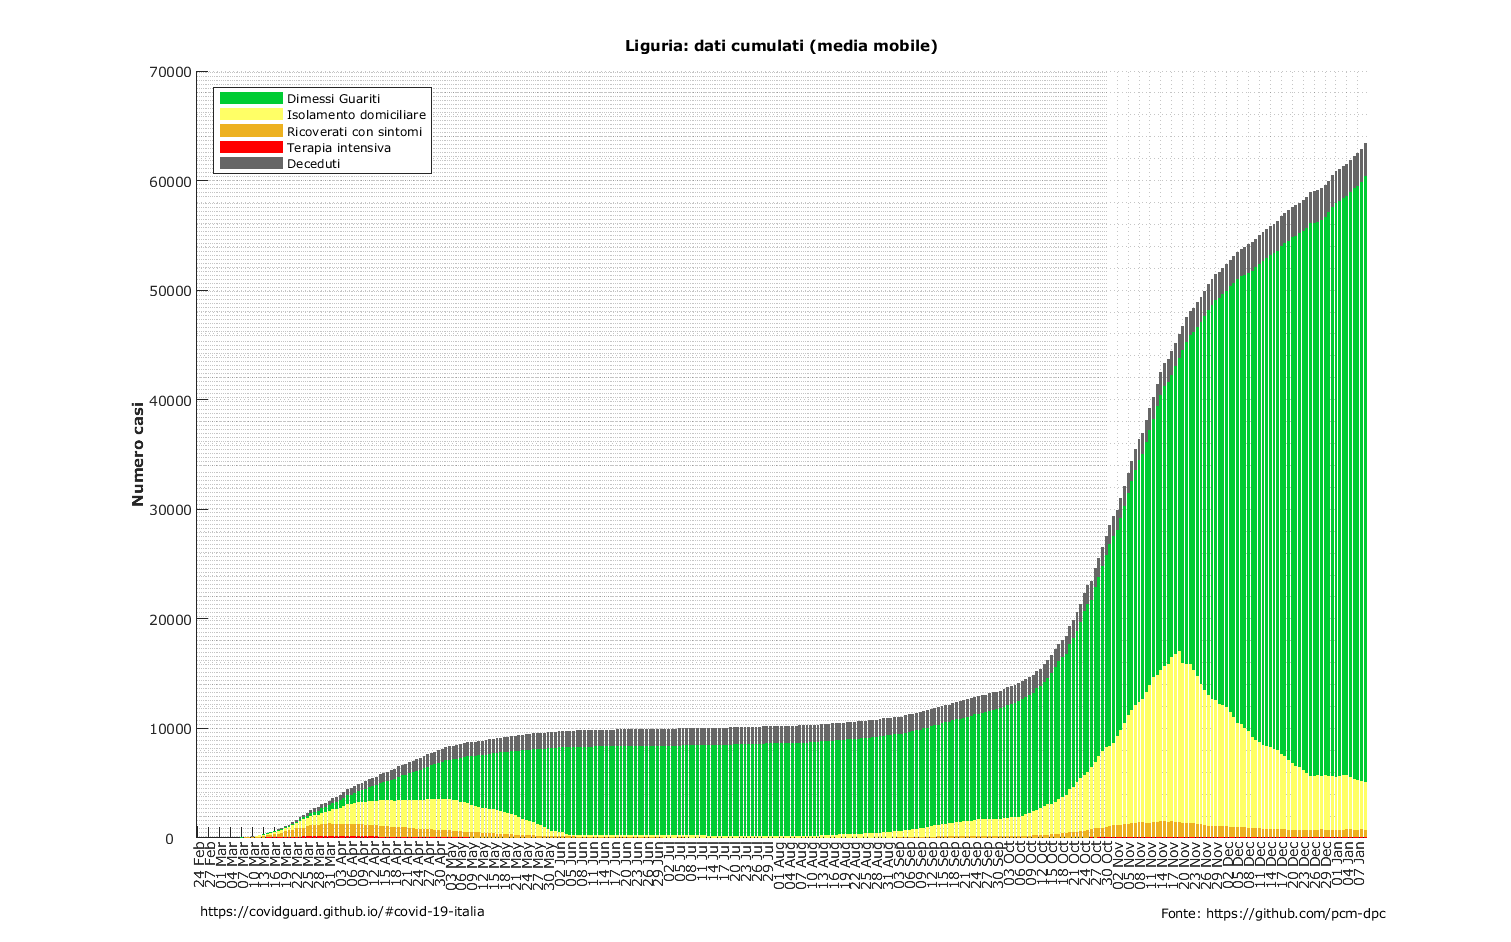 Liguria: dati cumulati (media mobile)
70000
60000
50000
40000
30000
20000
10000
0
Numero casi
Dimessi Guariti
Isolamento domiciliare
Ricoverati con sintomi
Terapia intensiva
Deceduti
24 Feb
27 Feb
01 Mar
04 Mar
07 Mar
10 Mar
13 Mar
16 Mar
19 Mar
22 Mar
25 Mar
28 Mar
31 Mar
03 Apr
06 Apr
09 Apr
12 Apr
15 Apr
18 Apr
21 Apr
24 Apr
27 Apr
30 Apr
03 May
06 May
09 May
12 May
15 May
18 May
21 May
24 May
27 May
30 May
02 Jun
05 Jun
08 Jun
11 Jun
14 Jun
17 Jun
20 Jun
23 Jun
26 Jun
29 Jun
02 Jul
05 Jul
08 Jul
11 Jul
14 Jul
17 Jul
20 Jul
23 Jul
26 Jul
29 Jul
01 Aug
04 Aug
07 Aug
10 Aug
13 Aug
16 Aug
19 Aug
22 Aug
25 Aug
28 Aug
31 Aug
03 Sep
06 Sep
09 Sep
12 Sep
15 Sep
18 Sep
21 Sep
24 Sep
27 Sep
30 Sep
03 Oct
06 Oct
09 Oct
12 Oct
15 Oct
18 Oct
21 Oct
24 Oct
27 Oct
30 Oct
02 Nov
05 Nov
08 Nov
11 Nov
14 Nov
17 Nov
20 Nov
23 Nov
26 Nov
29 Nov
02 Dec
05 Dec
08 Dec
11 Dec
14 Dec
17 Dec
20 Dec
23 Dec
26 Dec
29 Dec
01 Jan
04 Jan
07 Jan
https://covidguard.github.io/#covid-19-italia
Fonte: https://github.com/pcm-dpc